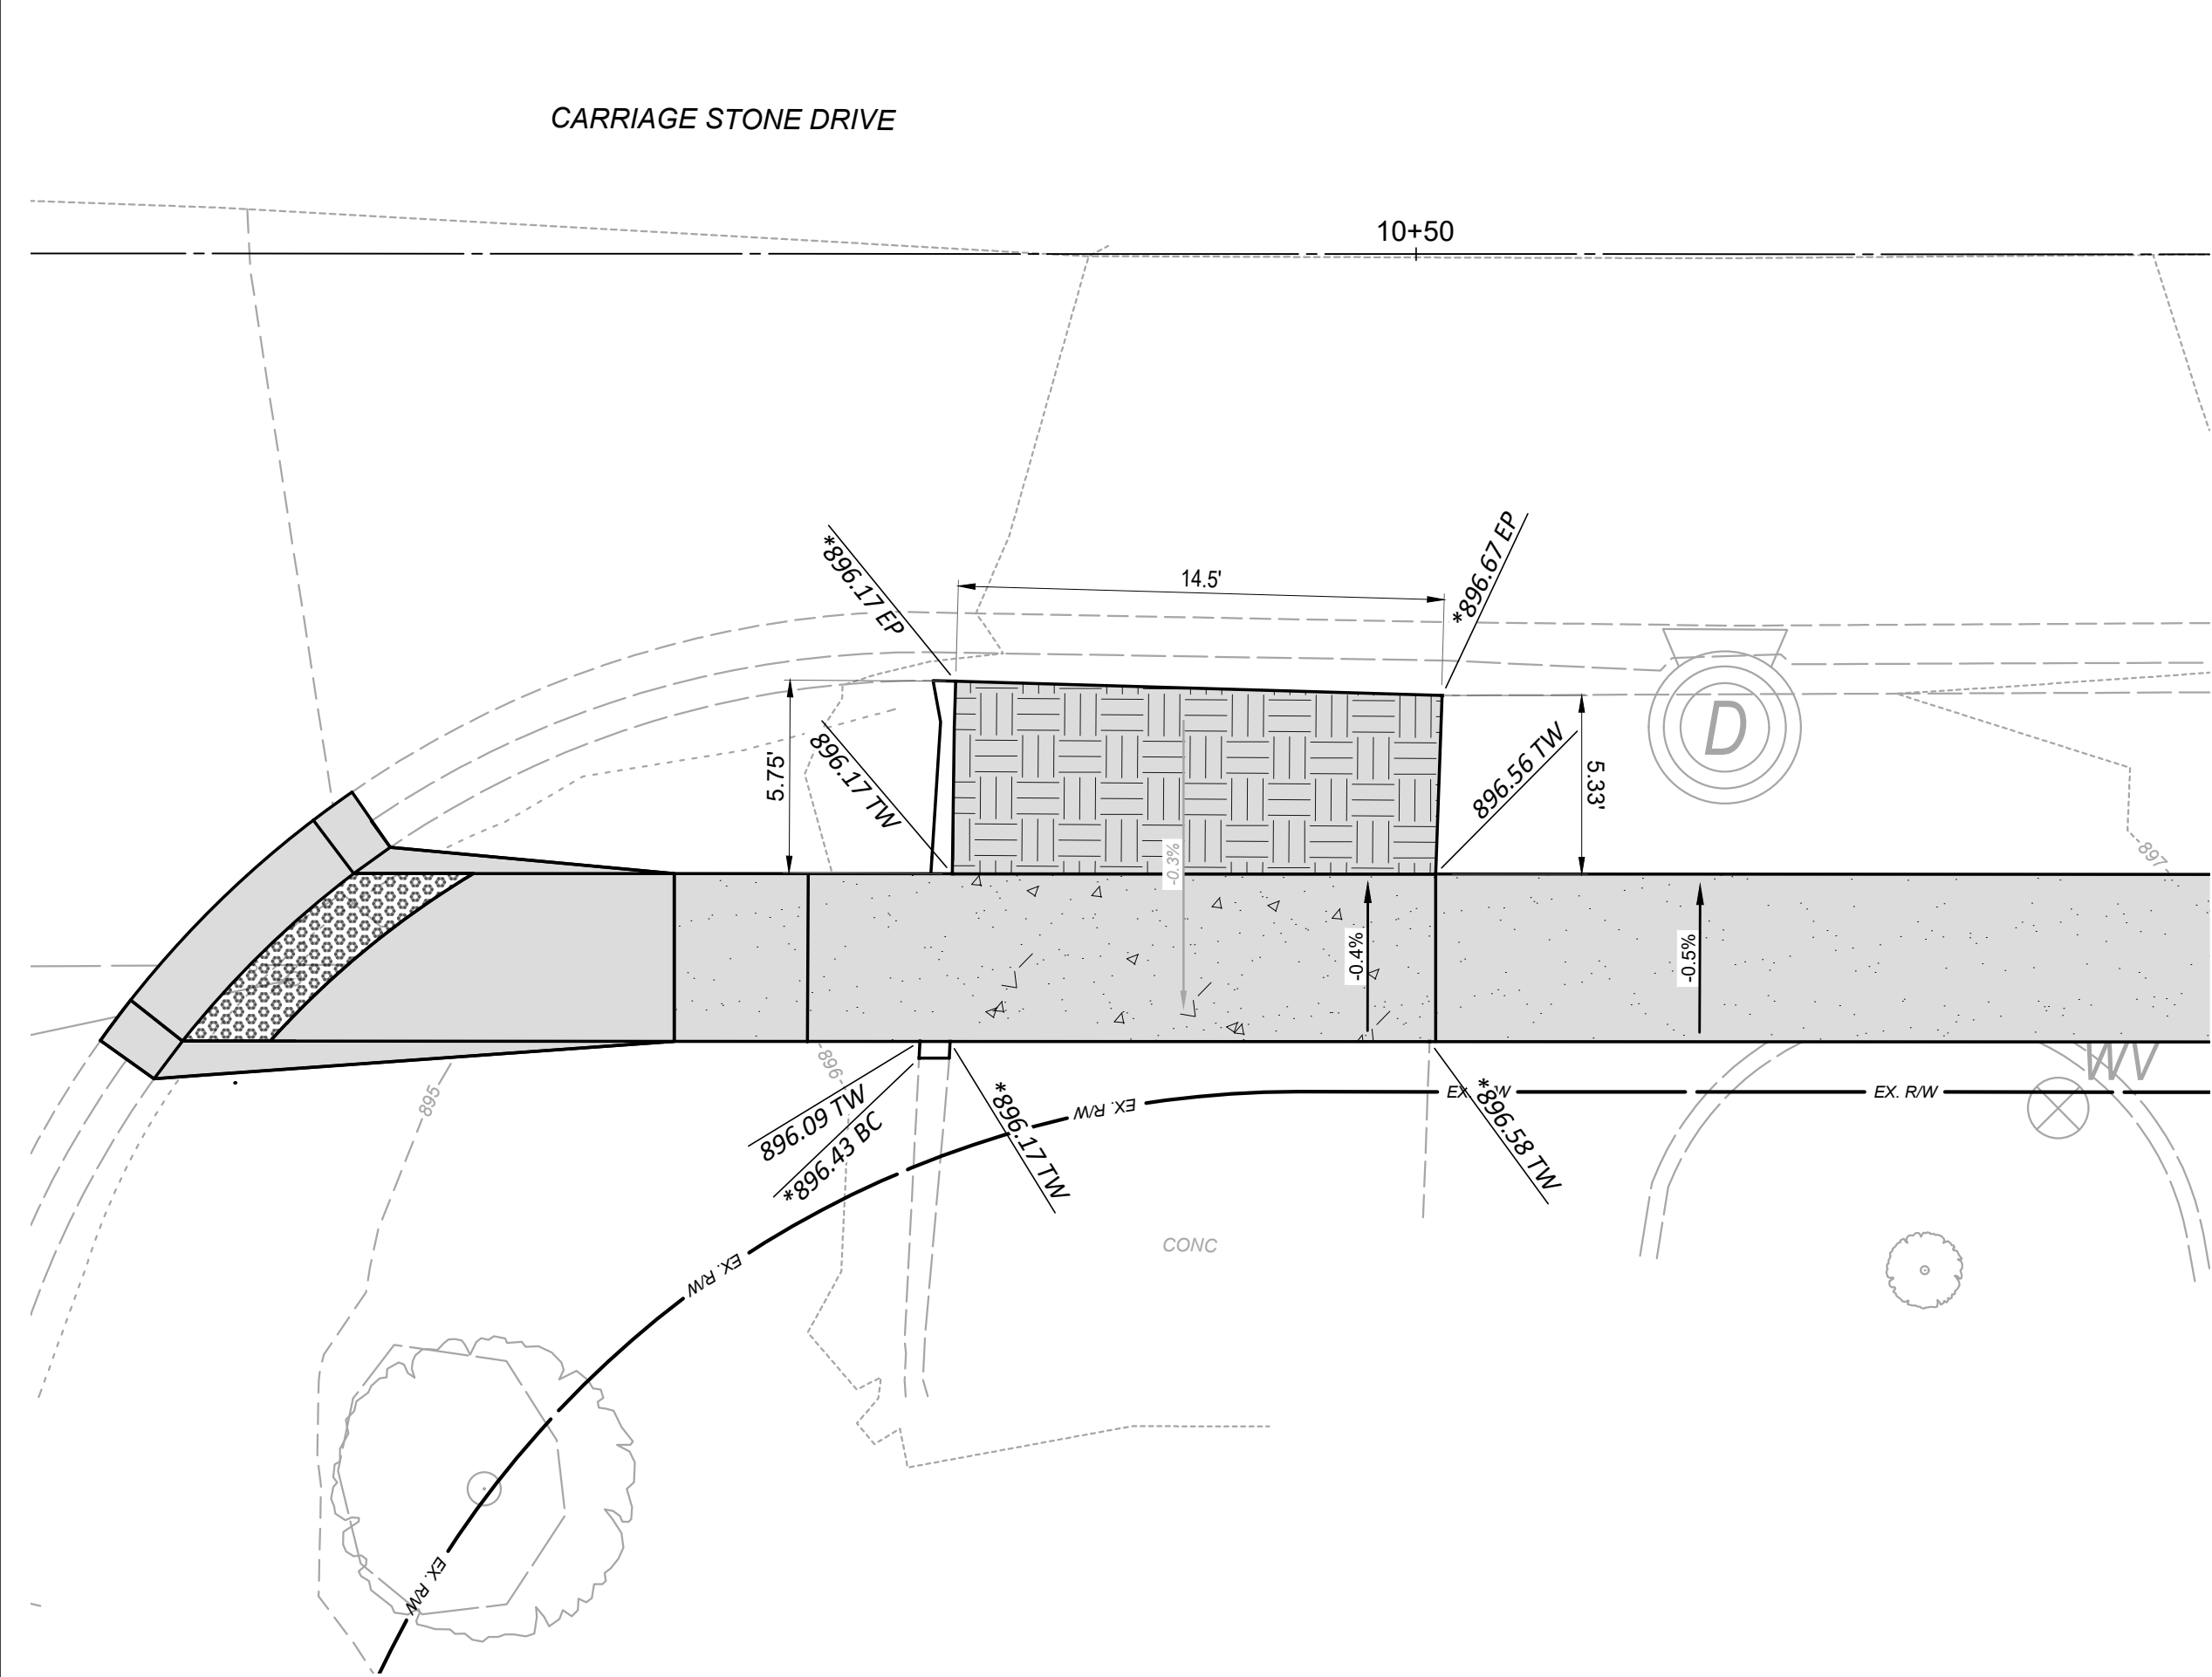 CARRIAGE STONE DRIVE
10+50
*896.17 EP
14.5'
*896.67 EP
5.75'
896.17 TW
896.56 TW
5.33'
D
-0.3%
897
-0.4%
-0.5%
896
895
896.09 TW
*896.43 BC
*896.17 TW
EX. R/W
EX. R/W
*896.58 TW
EX. R/W
WV
EX. R/W
CONC
EX. R/W